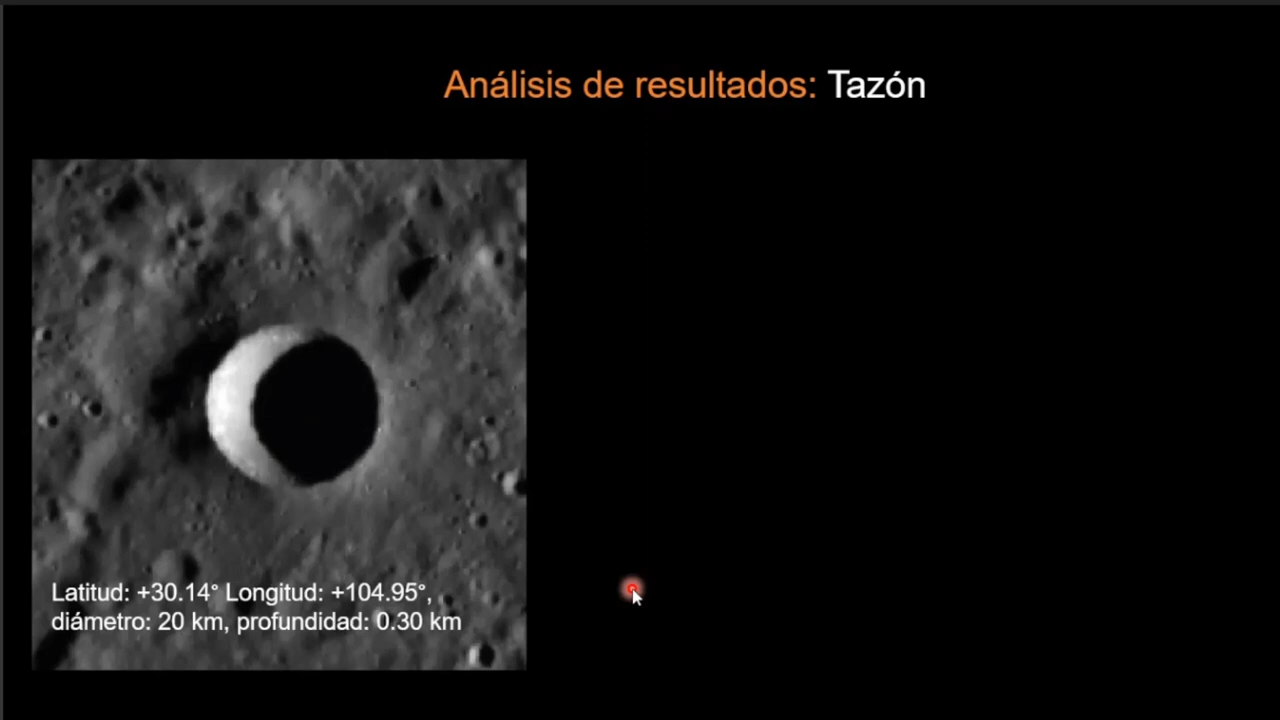 Análisis de resultados: Tazón
Latitud: +30.14° Longitud: +104.95°,
diámetro: 20 km, profundidad: 0.30 km